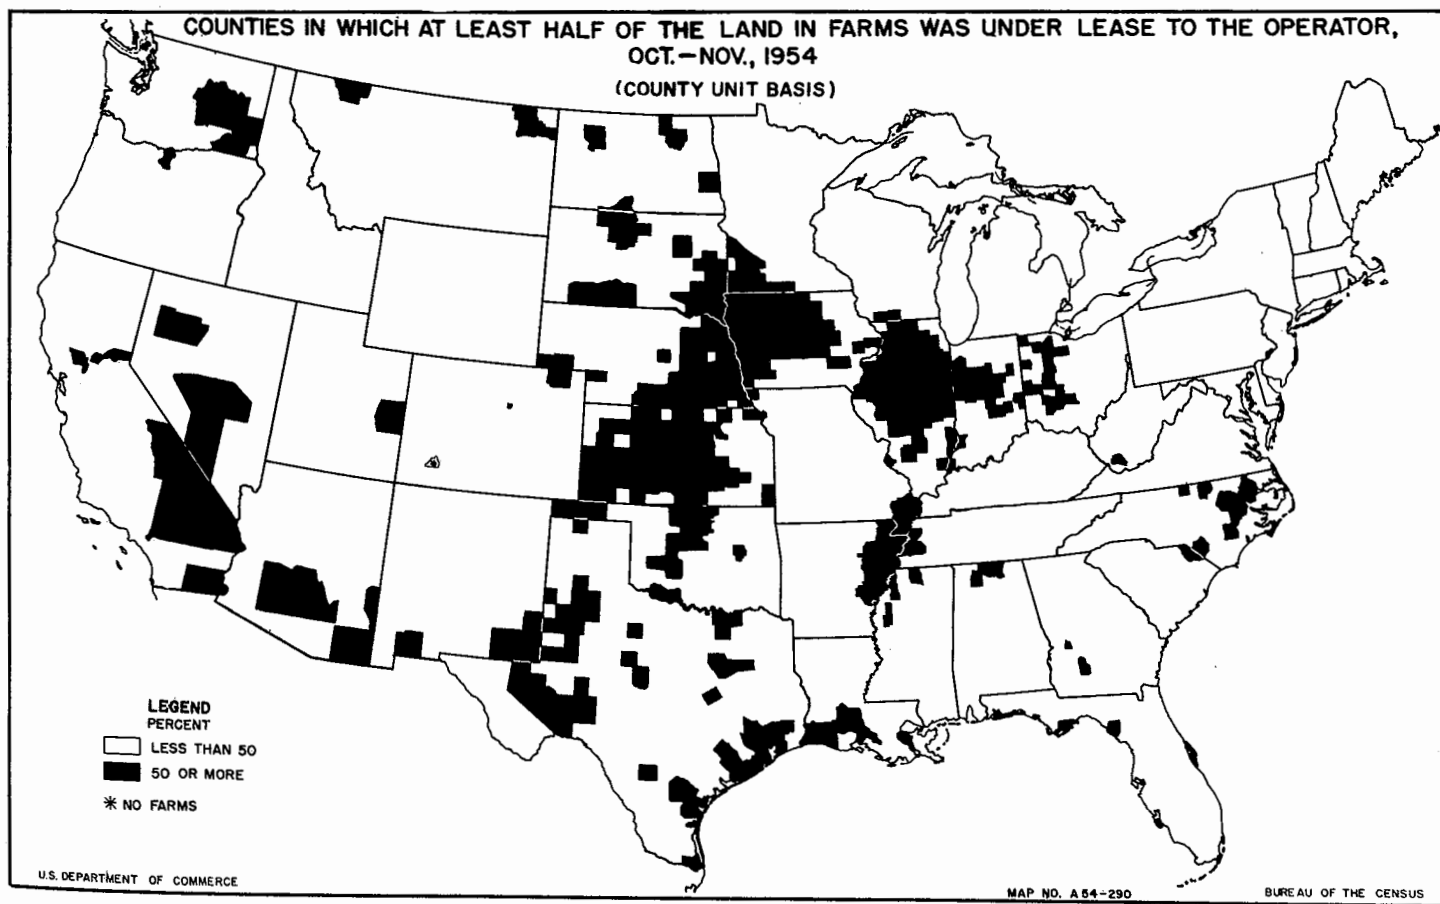 COUNTIES IN WHICH AT LEAST HALF OF THE LAND IN FARMS WAS UNDER LEASE TO THE OPERATOR,
OCT.–NOV., 1954
(COUNTY UNIT BASIS)
LEGEND
PERCENT
LESS THAN 50
50 OR MORE
* NO FARMS
U.S. DEPARTMENT OF COMMERCE
MAP NO. A54-290
BUREAU OF THE CENSUS